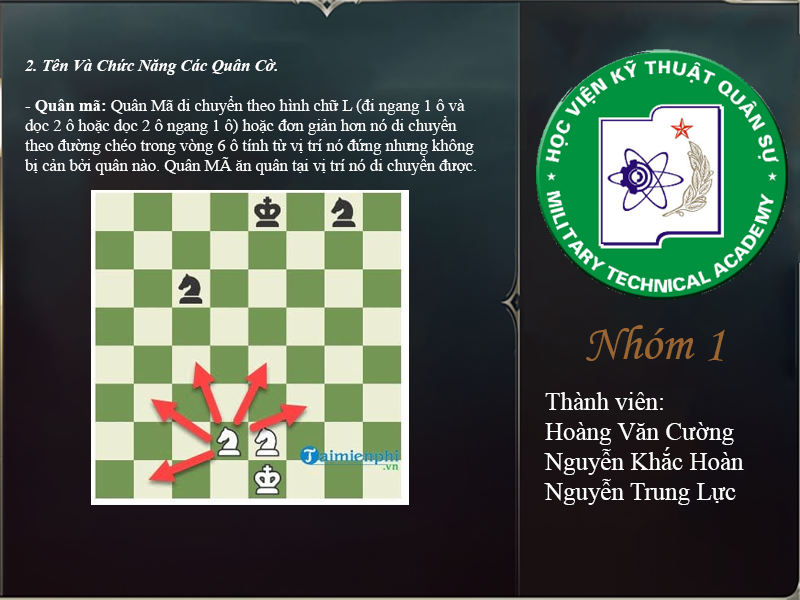 2. Tên Và Chức Năng Các Quân Cờ.
- Quân mã: Quân Mã di chuyển theo hình chữ L (đi ngang 1 ô và
dọc 2 ô hoặc dọc 2 ô ngang 1 ô) hoặc đơn giản hơn nó di chuyển
theo đường chéo trong vòng 6 ô tính từ vị trí nó đứng nhưng không
bị cản bởi quân nào. Quân MÃ ăn quân tại vị trí nó di chuyển được.
Taimienphi
.vn
HỌC VIỆN KỸ THUẬT QUÂN SỰ
MILITARY TECHNICAL ACADEMY
Nhóm 1
Thành viên:
Hoàng Văn Cường
Nguyễn Khắc Hoàn
Nguyễn Trung Lực